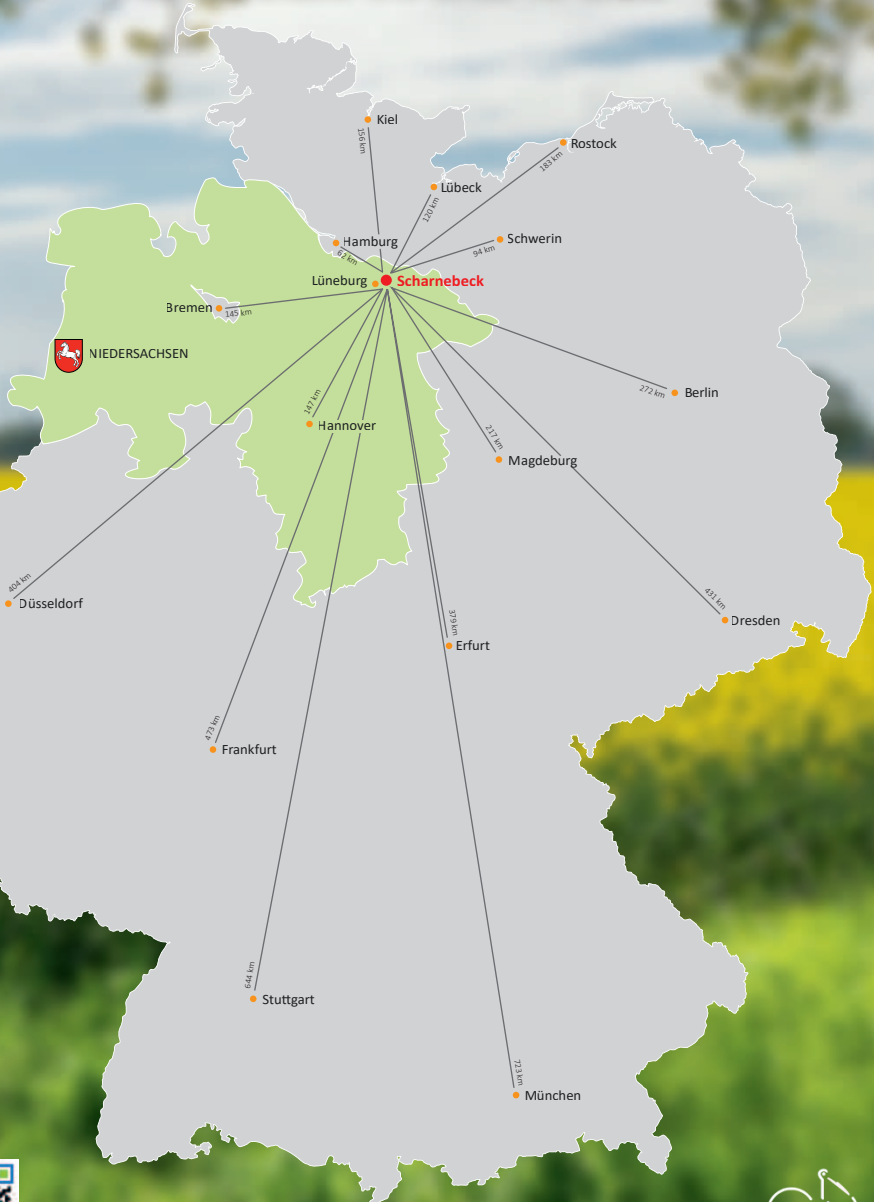 Kiel
156 km
Rostock
183 km
Lübeck
120 km
Hamburg
62 km
Schwerin
94 km
Lüneburg
Scharnebeck
Bremen
145 km
NIEDERSACHSEN
Berlin
272 km
147 km
Hannover
217 km
Magdeburg
404 km
Düsseldorf
431 km
Dresden
379 km
Erfurt
473 km
Frankfurt
644 km
Stuttgart
723 km
München